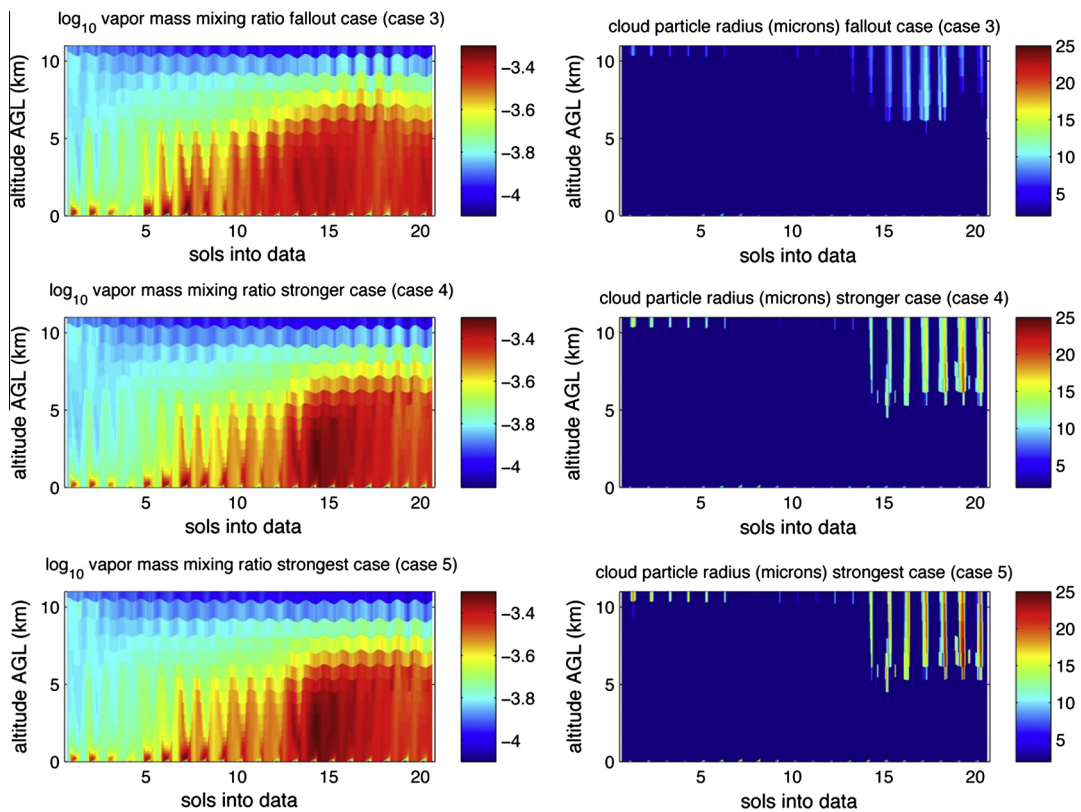 log10 vapor mass mixing ratio fallout case (case 3)
altitude AGL (km)
10
5
0
5 10 15 20
sols into data
−3.4
−3.6
−3.8
−4
cloud particle radius (microns) fallout case (case 3)
altitude AGL (km)
10
5
0
5 10 15 20
sols into data
25
20
15
10
5
log10 vapor mass mixing ratio stronger case (case 4)
altitude AGL (km)
10
5
0
5 10 15 20
sols into data
−3.4
−3.6
−3.8
−4
cloud particle radius (microns) stronger case (case 4)
altitude AGL (km)
10
5
0
5 10 15 20
sols into data
25
20
15
10
5
log10 vapor mass mixing ratio strongest case (case 5)
altitude AGL (km)
10
5
0
5 10 15 20
sols into data
−3.4
−3.6
−3.8
−4
cloud particle radius (microns) strongest case (case 5)
altitude AGL (km)
10
5
0
5 10 15 20
sols into data
25
20
15
10
5